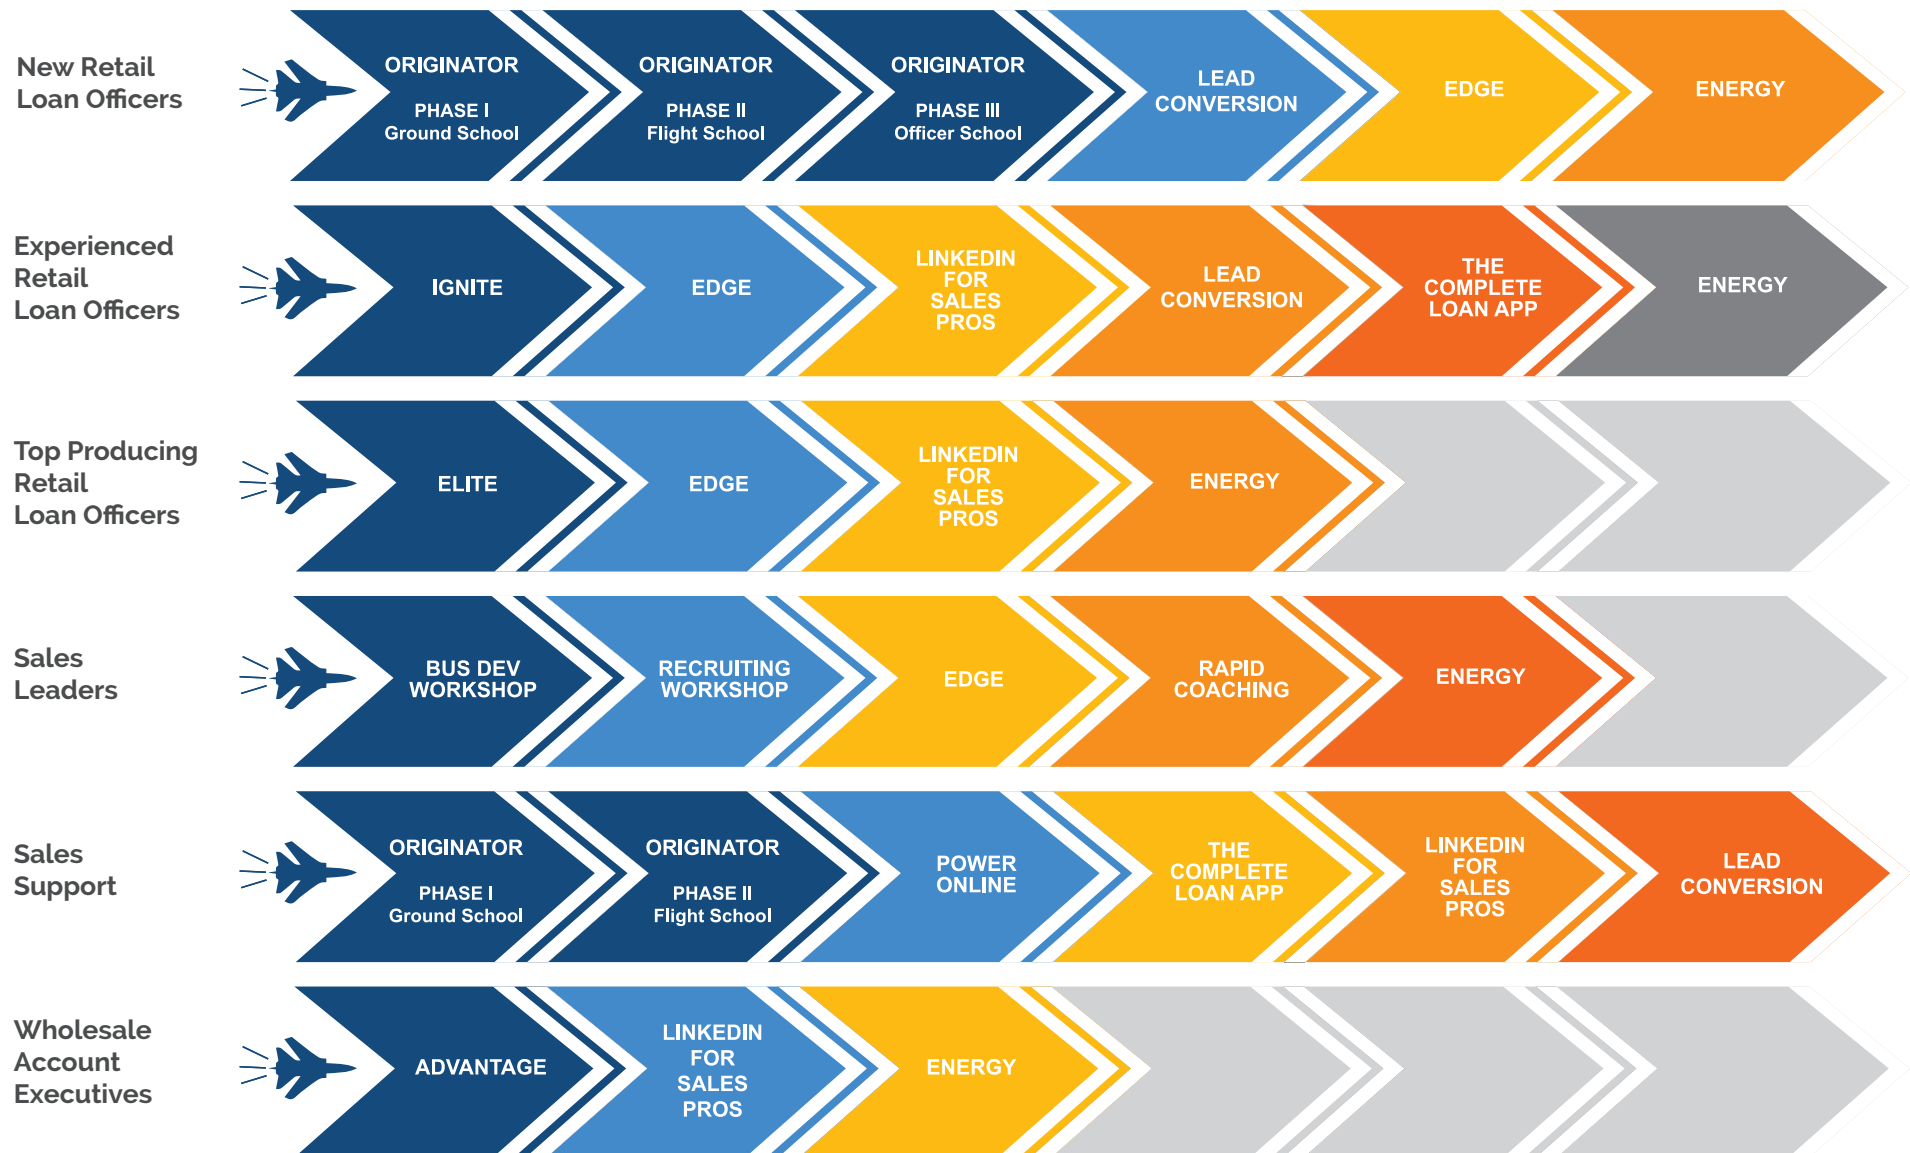 New Retail
Loan Officers
ORIGINATOR
PHASE I
Ground School
ORIGINATOR
PHASE II
Flight School
ORIGINATOR
PHASE III
Officer School
LEAD
CONVERSION
EDGE
ENERGY
Experienced
Retail
Loan Officers
IGNITE
EDGE
LINKEDIN
FOR
SALES
PROS
LEAD
CONVERSION
THE
COMPLETE
LOAN APP
ENERGY
Top Producing
Retail
Loan Officers
ELITE
EDGE
LINKEDIN
FOR
SALES
PROS
ENERGY
Sales
Leaders
BUS DEV
WORKSHOP
RECRUITING
WORKSHOP
EDGE
RAPID
COACHING
ENERGY
Sales
Support
ORIGINATOR
PHASE I
Ground School
ORIGINATOR
PHASE II
Flight School
POWER
ONLINE
THE
COMPLETE
LOAN APP
LINKEDIN
FOR
SALES
PROS
LEAD
CONVERSION
Wholesale
Account
Executives
ADVANTAGE
LINKEDIN
FOR
SALES
PROS
ENERGY